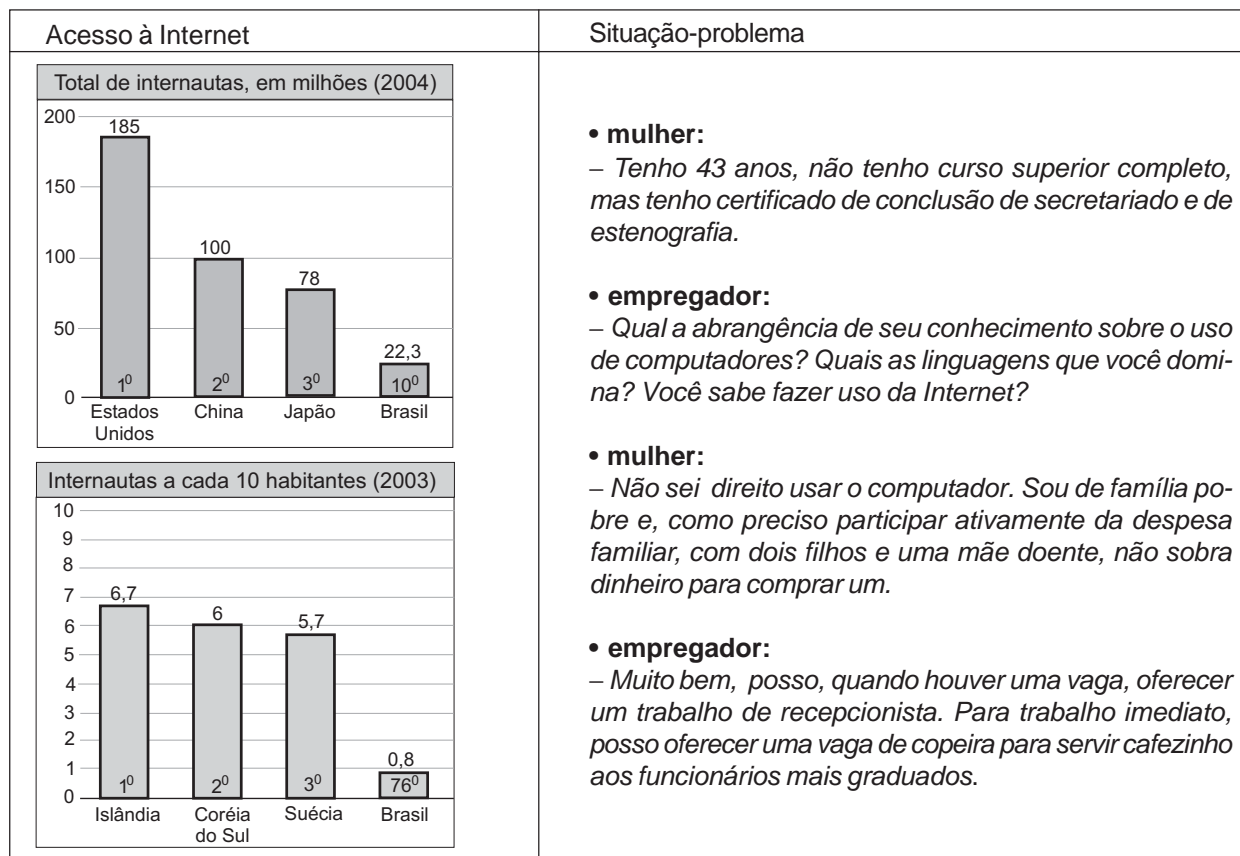 Acesso à Internet
Total de internautas, em milhões (2004)
200
150
100
50
0
185
100
78
22,3
1º
2º
3º
10º
Estados Unidos
China
Japão
Brasil
Internautas a cada 10 habitantes (2003)
10
9
8
7
6
5
4
3
2
1
0
6,7
6
5,7
0,8
1º
2º
3º
76º
Islândia
Coréia do Sul
Suécia
Brasil
Situação-problema
• mulher:
– Tenho 43 anos, não tenho curso superior completo,
mas tenho certificado de conclusão de secretariado e de
estenografia.
• empregador:
– Qual a abrangência de seu conhecimento sobre o uso
de computadores? Quais as linguagens que você domi-
na? Você sabe fazer uso da Internet?
• mulher:
– Não sei direito usar o computador. Sou de família po-
bre e, como preciso participar ativamente da despesa
familiar, com dois filhos e uma mãe doente, não sobra
dinheiro para comprar um.
• empregador:
– Muito bem, posso, quando houver uma vaga, oferecer
um trabalho de recepcionista. Para trabalho imediato,
posso oferecer uma vaga de copeira para servir cafezinho
aos funcionários mais graduados.